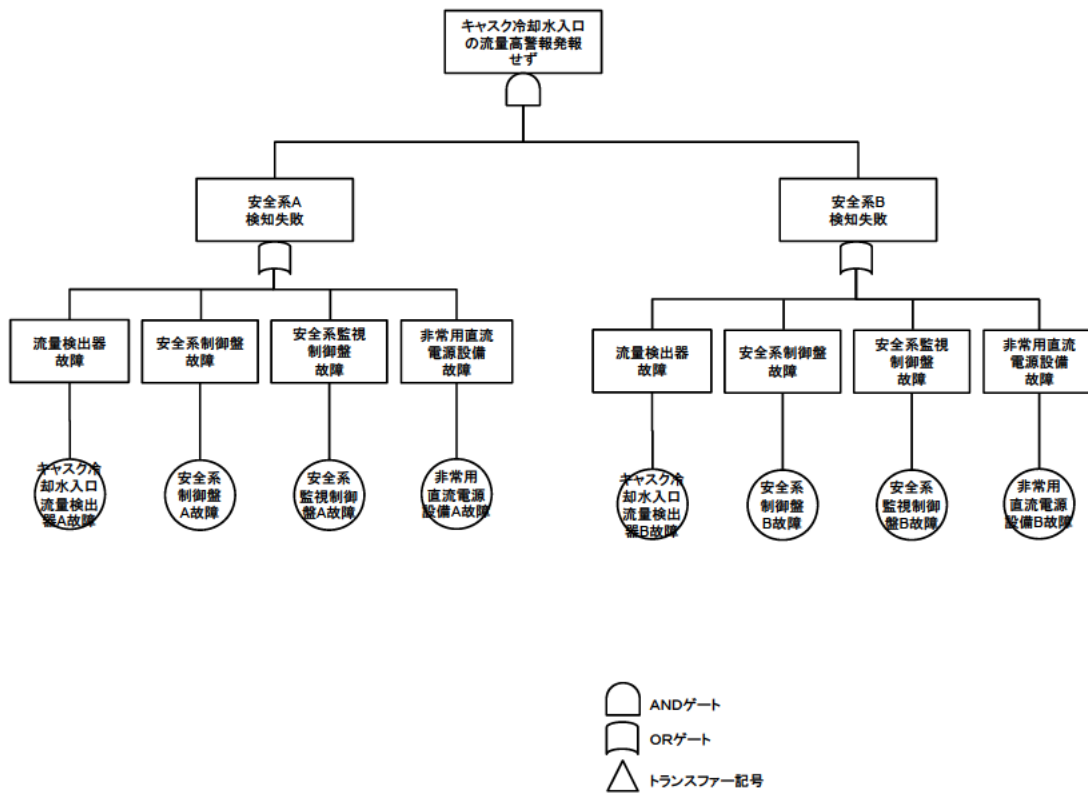 キャスク冷却水入口
の流量高警報発報
せず
安全系A
検知失敗
安全系B
検知失敗
流量検出器
故障
安全系制御盤
故障
安全系監視
制御盤
故障
非常用直流
電源設備
故障
流量検出器
故障
安全系制御盤
故障
安全系監視
制御盤
故障
非常用直流
電源設備
故障
キャスク冷
却水入口
流量検出
器A故障
安全系
制御盤
A故障
安全系
監視制御
盤A故障
非常用
直流電源
設備A故障
キャスク冷
却水入口
流量検出
器B故障
安全系
制御盤
B故障
安全系
監視制御
盤B故障
非常用
直流電源
設備B故障
ANDゲート
ORゲート
トランスファー記号